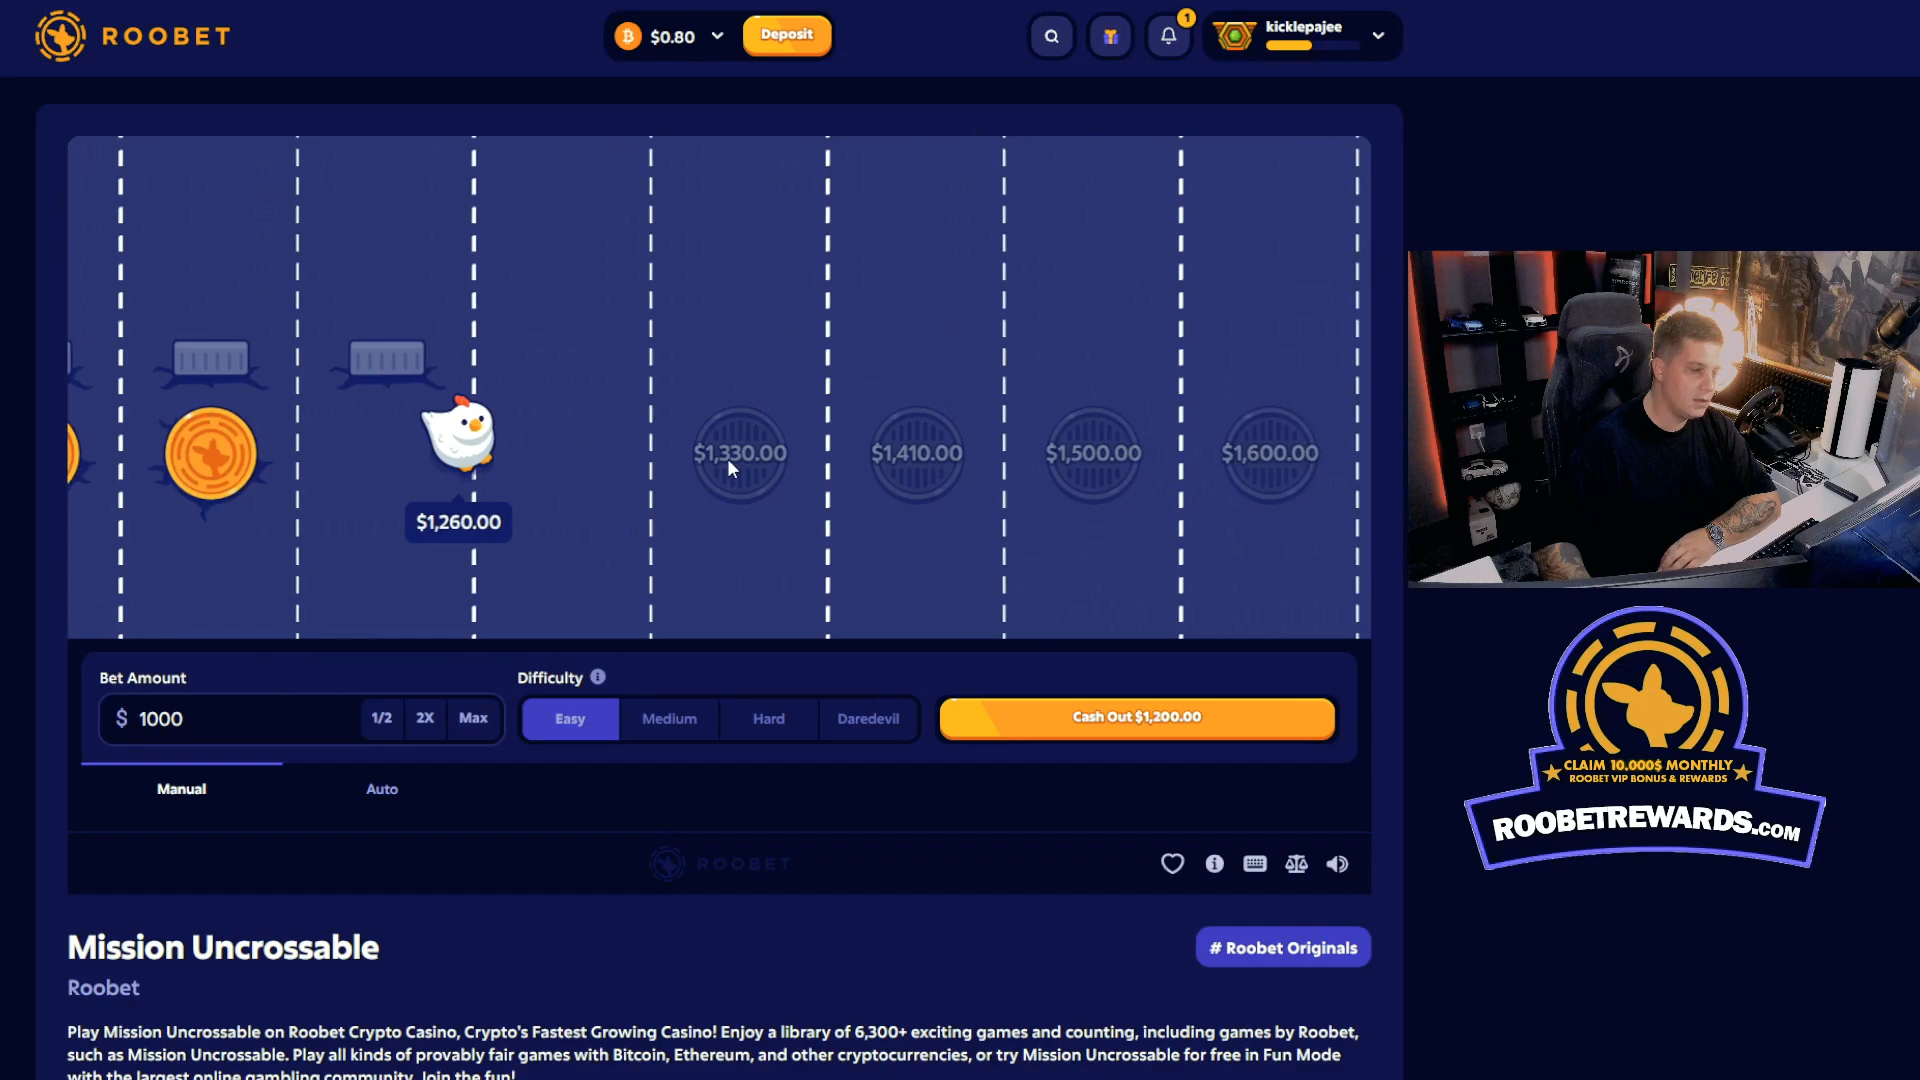 ROOBET
$0.80
Deposit
1
kicklepajee
$1,260.00
$1,330.00
$1,410.00
$1,500.00
$1,600.00
Bet Amount
$ 1000
1/2
2X
Max
Difficulty
Easy
Medium
Hard
Daredevil
Cash Out $1,200.00
Manual
Auto
ROOBET
Mission Uncrossable
# Roobet Originals
Roobet
Play Mission Uncrossable on Roobet Crypto Casino, Crypto's Fastest Growing Casino! Enjoy a library of 6,300+ exciting games and counting, including games by Roobet,
such as Mission Uncrossable. Play all kinds of provably fair games with Bitcoin, Ethereum, and other cryptocurrencies, or try Mission Uncrossable for free in Fun Mode
with the largest online gambling community. Join the fun!
CLAIM 10.000$ MONTHLY
ROOBET VIP BONUS & REWARDS
ROOBETREWARDS.COM